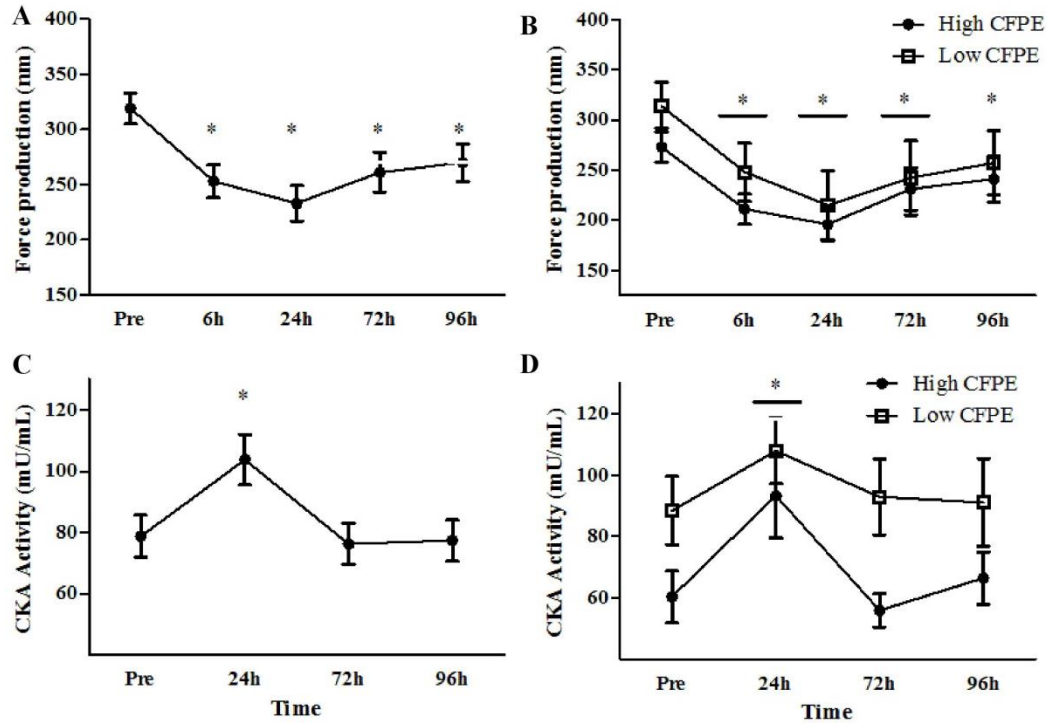 A
Force production (nm)
400
350
300
250
200
150
* * * *
Pre 6h 24h 72h 96h
B
High CFPE
Low CFPE
Force production (nm)
400
350
300
250
200
150
* * * *
Pre 6h 24h 72h 96h
C
CKA Activity (mU/mL)
120
100
80
60
*
Pre 24h 72h 96h
Time
D
High CFPE
Low CFPE
CKA Activity (mU/mL)
120
100
80
60
*
Pre 24h 72h 96h
Time